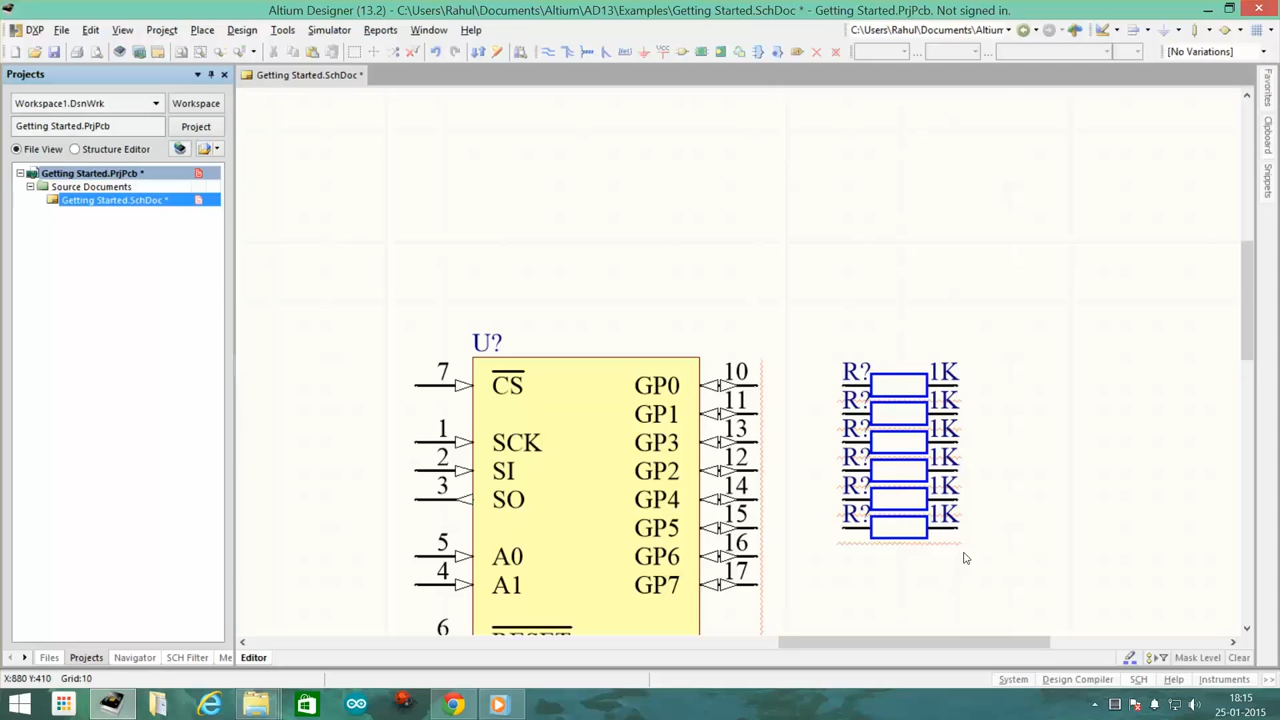 Altium Designer (13.2) - C:\Users\Rahul\Documents\Altium\AD13\Examples\Getting Started.SchDoc * - Getting Started.PrjPcb. Not signed in.
DXP File Edit View Project Place Design Tools Simulator Reports Window Help C:\Users\Rahul\Documents\Altium
[No Variations]
Projects
Getting Started.SchDoc *
Workspace1.DsnWrk Workspace
Getting Started.PrjPcb Project
File View Structure Editor
Getting Started.PrjPcb *
Source Documents
Getting Started.SchDoc *
Favorites
Clipboard
Snippets
U?
7 CS GP0 10
GP1 11
1 SCK GP3 13
2 SI GP2 12
3 SO GP4 14
GP5 15
5 A0 GP6 16
4 A1 GP7 17
6 RESET
R? 1K
R? 1K
R? 1K
R? 1K
R? 1K
R? 1K
Files Projects Navigator SCH Filter Me Editor Mask Level Clear
X:880 Y:410 Grid:10 System Design Compiler SCH Help Instruments >>
18:15
25-01-2015